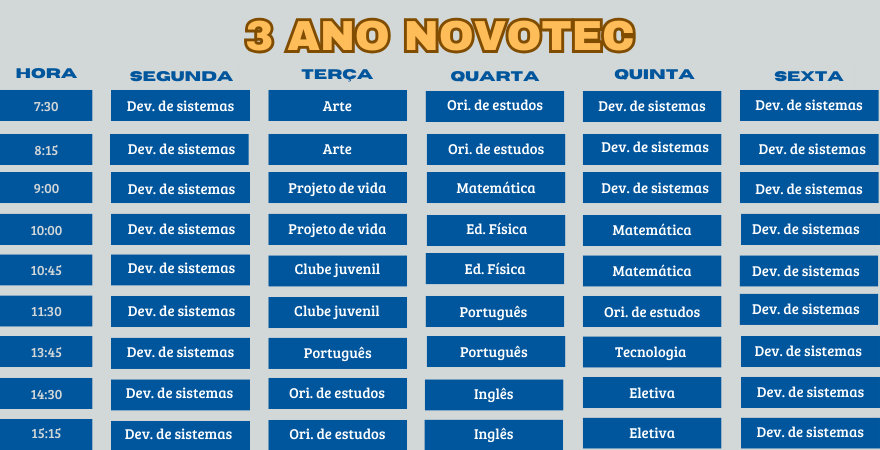 3 ANO NOVOTEC
HORA SEGUNDA TERÇA QUARTA QUINTA SEXTA
7:30 Dev. de sistemas Arte Ori. de estudos Dev. de sistemas Dev. de sistemas
8:15 Dev. de sistemas Arte Ori. de estudos Dev. de sistemas Dev. de sistemas
9:00 Dev. de sistemas Projeto de vida Matemática Dev. de sistemas Dev. de sistemas
10:00 Dev. de sistemas Projeto de vida Ed. Física Matemática Dev. de sistemas
10:45 Dev. de sistemas Clube juvenil Ed. Física Matemática Dev. de sistemas
11:30 Dev. de sistemas Clube juvenil Português Ori. de estudos Dev. de sistemas
13:45 Dev. de sistemas Português Português Tecnologia Dev. de sistemas
14:30 Dev. de sistemas Ori. de estudos Inglês Eletiva Dev. de sistemas
15:15 Dev. de sistemas Ori. de estudos Inglês Eletiva Dev. de sistemas